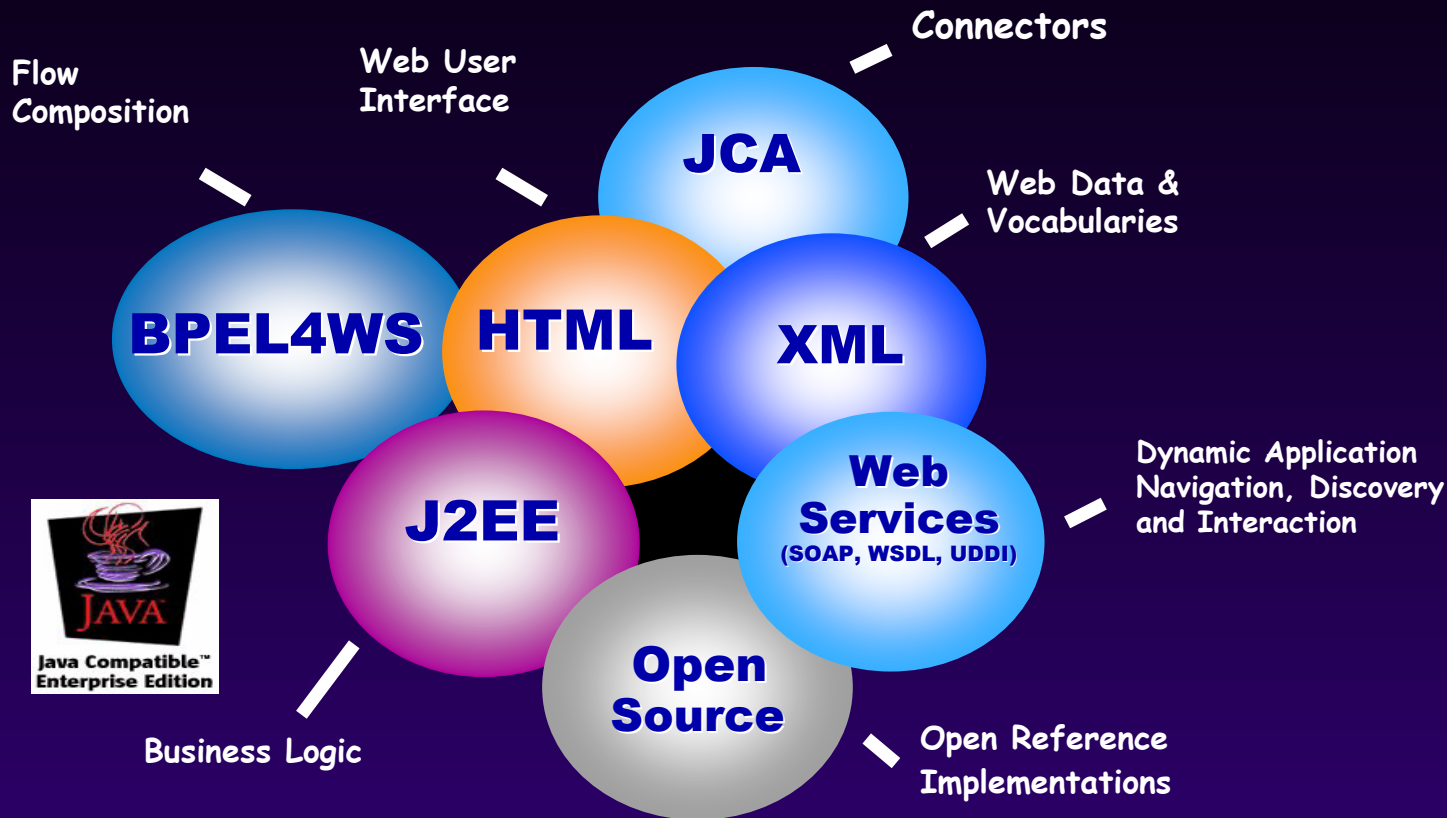 Connectors
Flow
Composition
Web User
Interface
JCA
Web Data &
Vocabularies
BPEL4WS
HTML
XML
Web
Services
(SOAP, WSDL, UDDI)
Dynamic Application
Navigation, Discovery
and Interaction
J2EE
JAVA
Java Compatible™
Enterprise Edition
Open
Source
Business Logic
Open Reference
Implementations